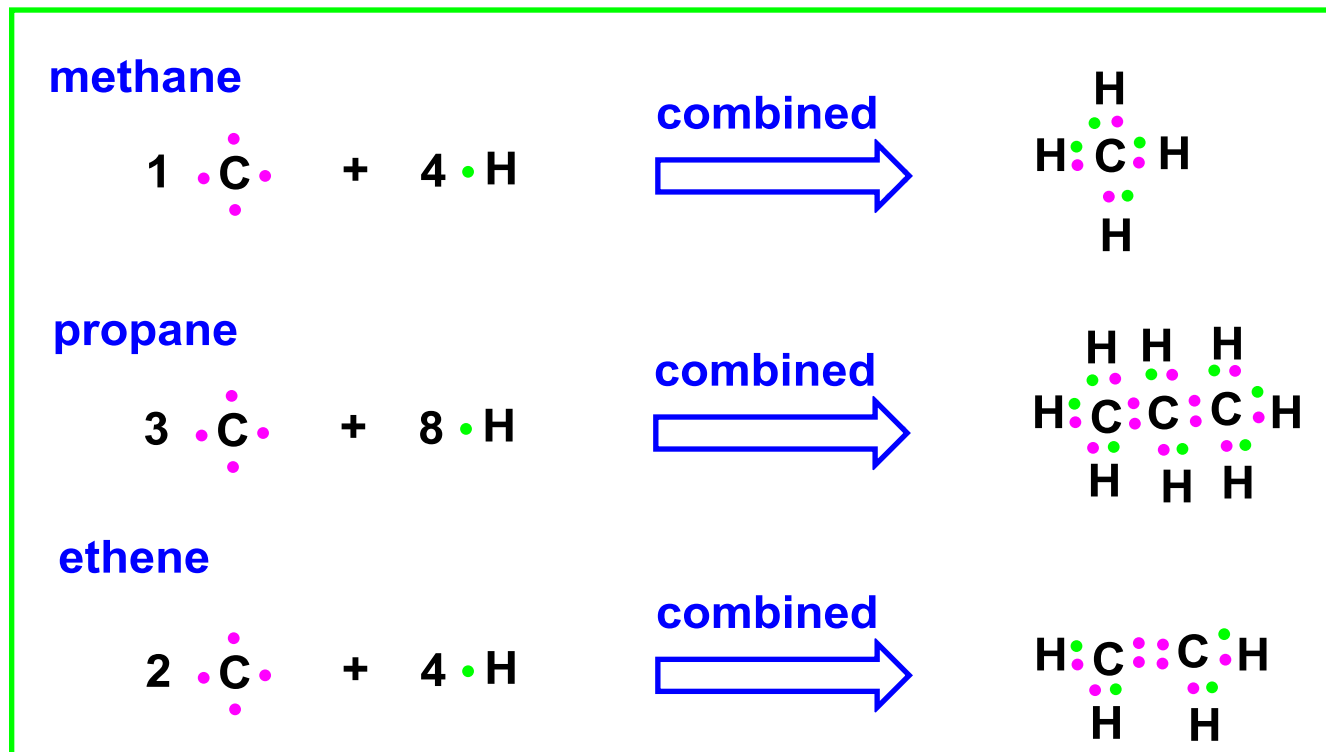 methane
combined
1 C + 4 H
H
H C H
H
propane
combined
3 C + 8 H
H H H
H C C C H
H H H
ethene
combined
2 C + 4 H
H C C H
H H